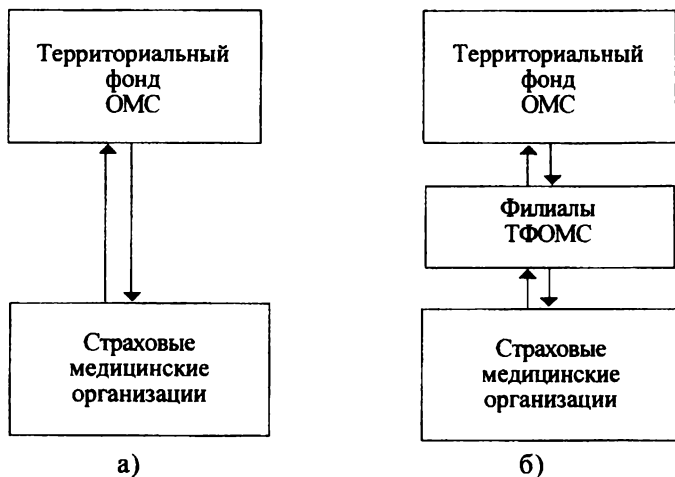 Территориальный
фонд
ОМС
Страховые
медицинские
организации
а)
Территориальный
фонд
ОМС
Филиалы
ТФОМС
Страховые
медицинские
организации
б)